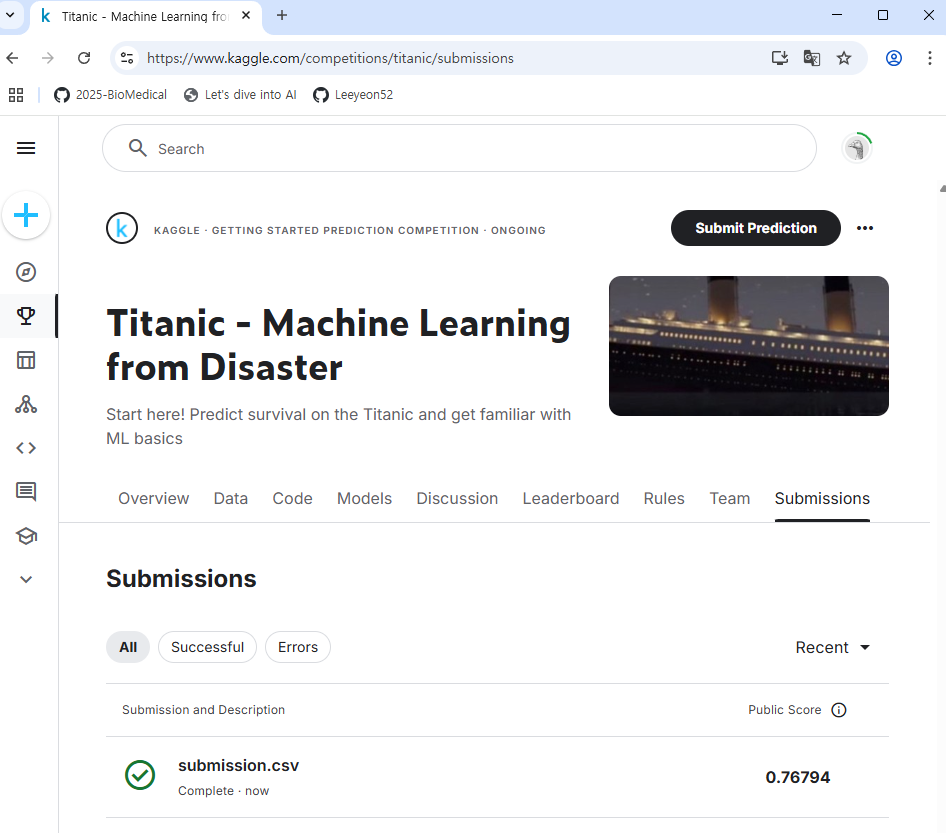 Titanic - Machine Learning fro
https://www.kaggle.com/competitions/titanic/submissions
2025-BioMedical
Let's dive into AI
Leeyeon52
Search
k
KAGGLE · GETTING STARTED PREDICTION COMPETITION · ONGOING
Submit Prediction
Titanic - Machine Learning
from Disaster
Start here! Predict survival on the Titanic and get familiar with
ML basics
Overview Data Code Models Discussion Leaderboard Rules Team Submissions
Submissions
All Successful Errors Recent
Submission and Description Public Score
submission.csv
Complete · now
0.76794